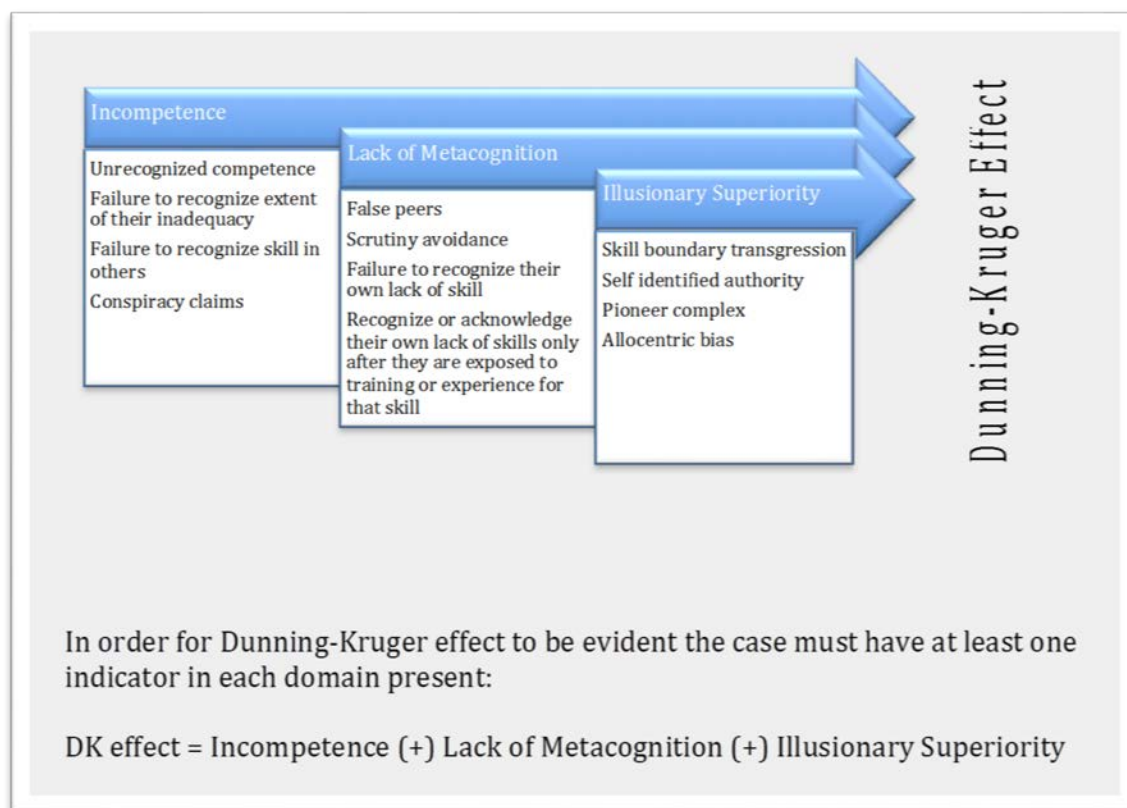 Incompetence
Unrecognized competence
Failure to recognize extent
of their inadequacy
Failure to recognize skill in
others
Conspiracy claims
Lack of Metacognition
False peers
Scrutiny avoidance
Failure to recognize their
own lack of skill
Recognize or acknowledge
their own lack of skills only
after they are exposed to
training or experience for
that skill
Illusionary Superiority
Skill boundary transgression
Self identified authority
Pioneer complex
Allocentric bias
Dunning-Kruger Effect
In order for Dunning-Kruger effect to be evident the case must have at least one
indicator in each domain present:
DK effect = Incompetence (+) Lack of Metacognition (+) Illusionary Superiority